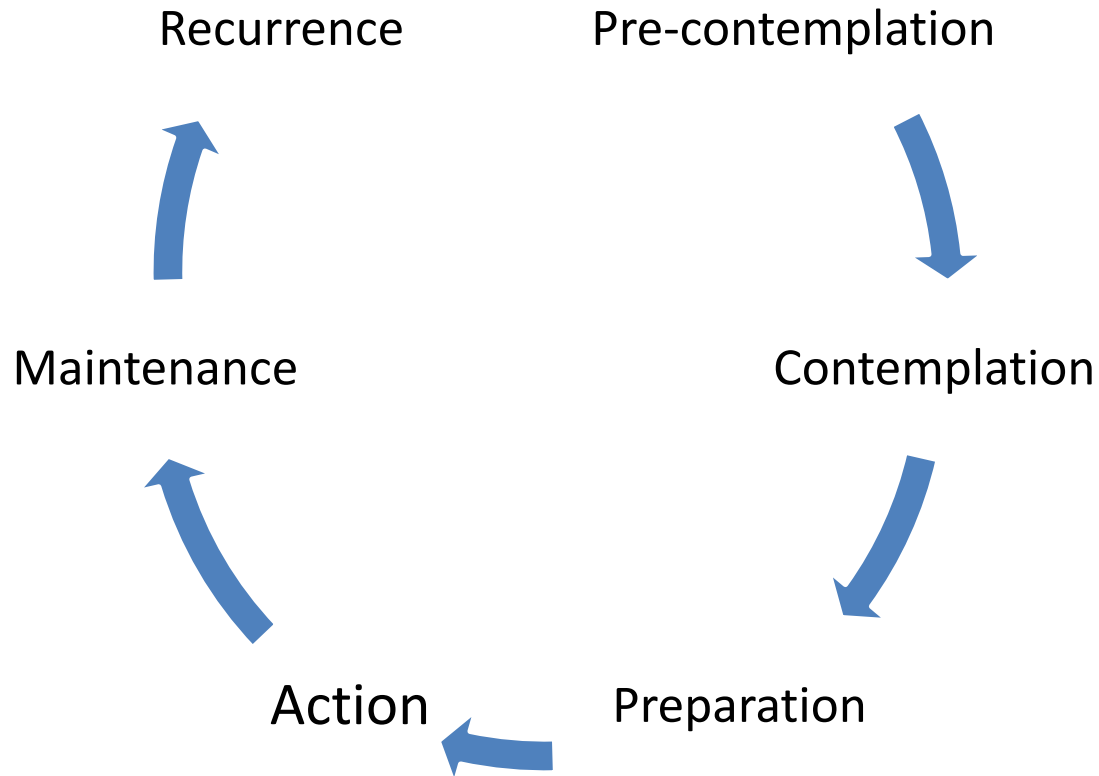 Recurrence
Pre-contemplation
Maintenance
Contemplation
Action
Preparation